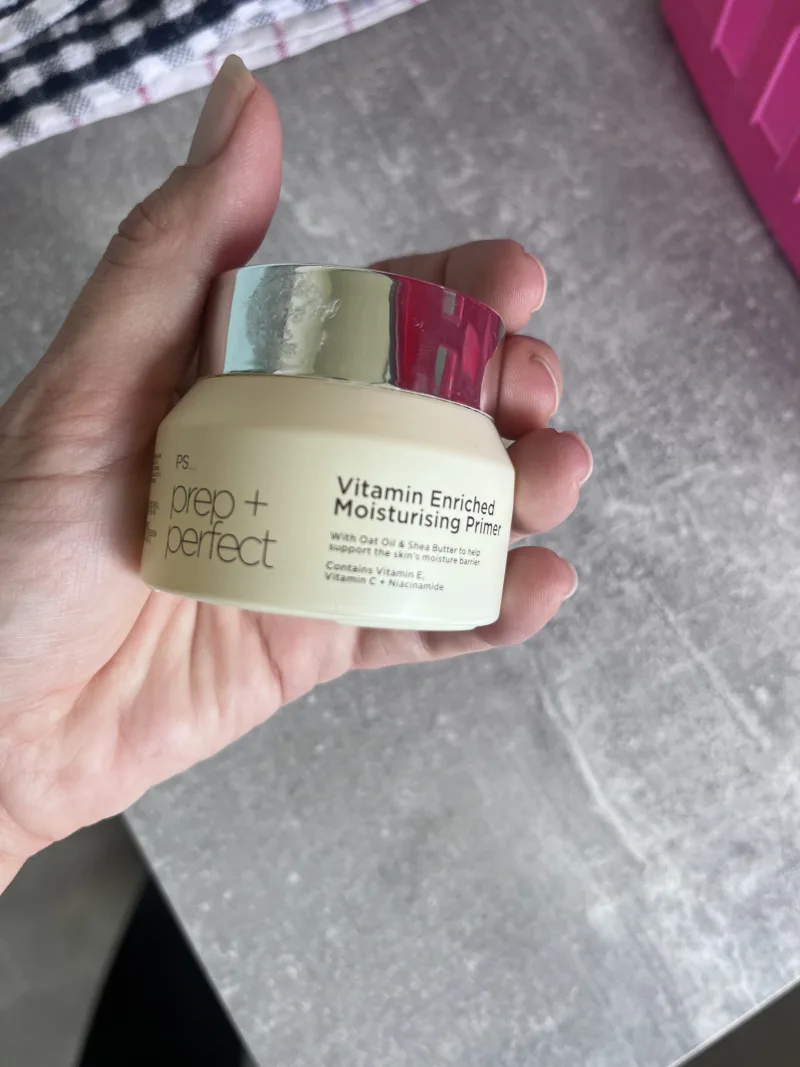 PS...
prep +
perfect
Vitamin Enriched
Moisturising Primer
With Oat Oil & Shea Butter to help
support the skin's moisture barrier
Contains Vitamin E,
Vitamin C + Niacinamide